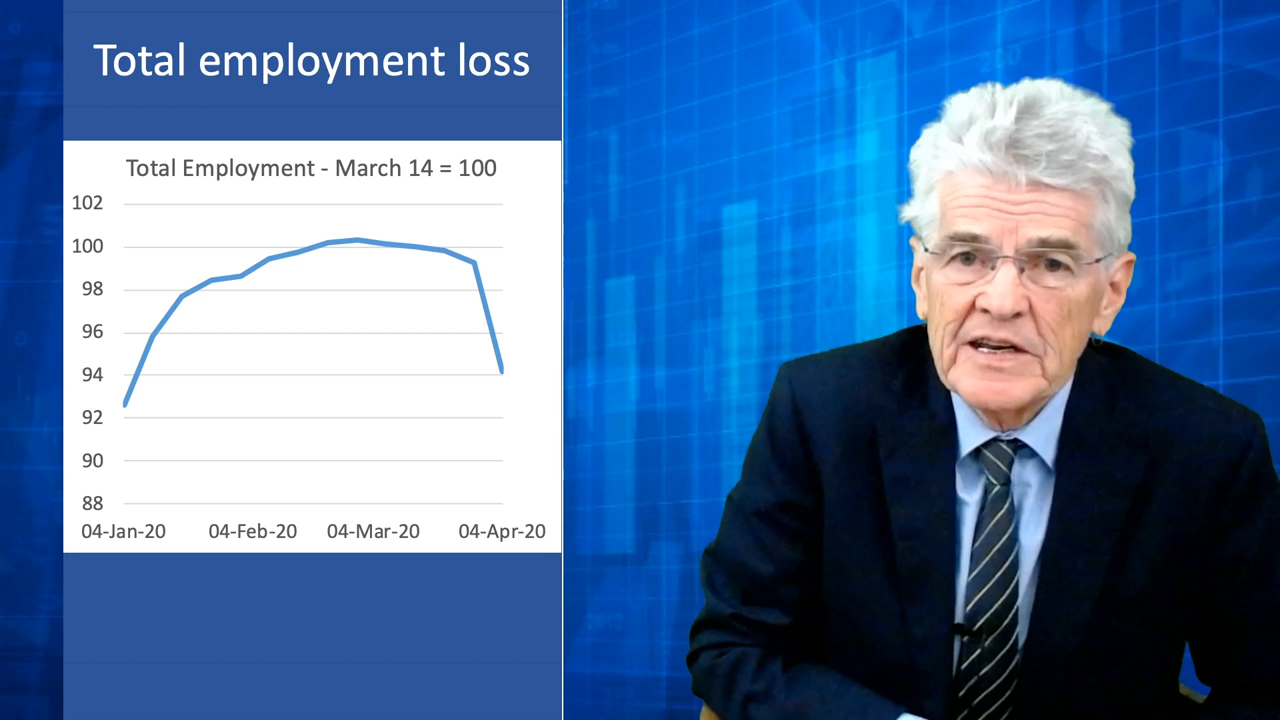 Total employment loss
Total Employment - March 14 = 100
102
100
98
96
94
92
90
88
04-Jan-20 04-Feb-20 04-Mar-20 04-Apr-20